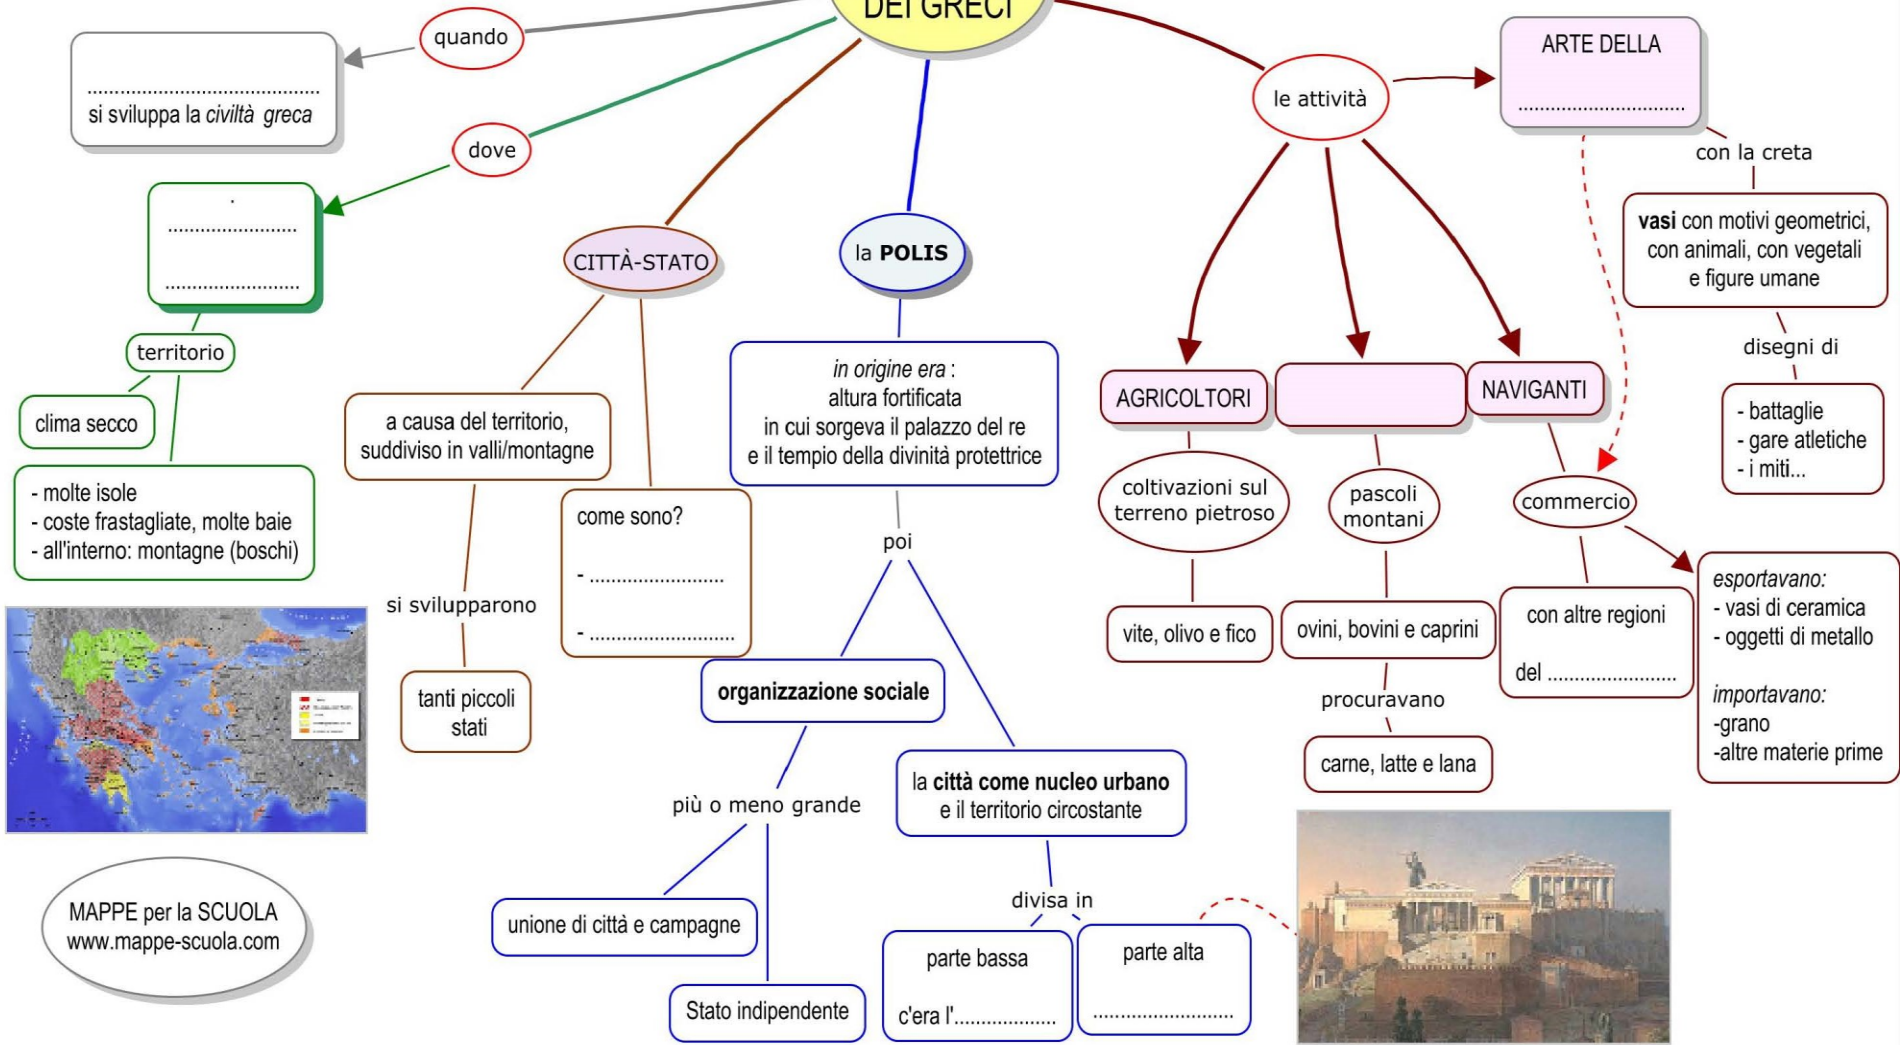 DEI GRECI
quando
........................................
si sviluppa la civiltà greca
dove
.
........................
.........................
territorio
clima secco
- molte isole
- coste frastagliate, molte baie
- all'interno: montagne (boschi)
CITTÀ-STATO
a causa del territorio,
suddiviso in valli/montagne
si svilupparono
tanti piccoli
stati
come sono?
- .........................
- ...........................
la POLIS
in origine era :
altura fortificata
in cui sorgeva il palazzo del re
e il tempio della divinità protettrice
poi
organizzazione sociale
più o meno grande
unione di città e campagne
Stato indipendente
la città come nucleo urbano
e il territorio circostante
divisa in
parte bassa
c'era l'...................
parte alta
..........................
le attività
AGRICOLTORI
coltivazioni sul
terreno pietroso
vite, olivo e fico
pascoli
montani
ovini, bovini e caprini
procuravano
carne, latte e lana
NAVIGANTI
commercio
con altre regioni
del ........................
esportavano:
- vasi di ceramica
- oggetti di metallo
importavano:
-grano
-altre materie prime
ARTE DELLA
...............................
con la creta
vasi con motivi geometrici,
con animali, con vegetali
e figure umane
disegni di
- battaglie
- gare atletiche
- i miti...
MAPPE per la SCUOLA
www.mappe-scuola.com